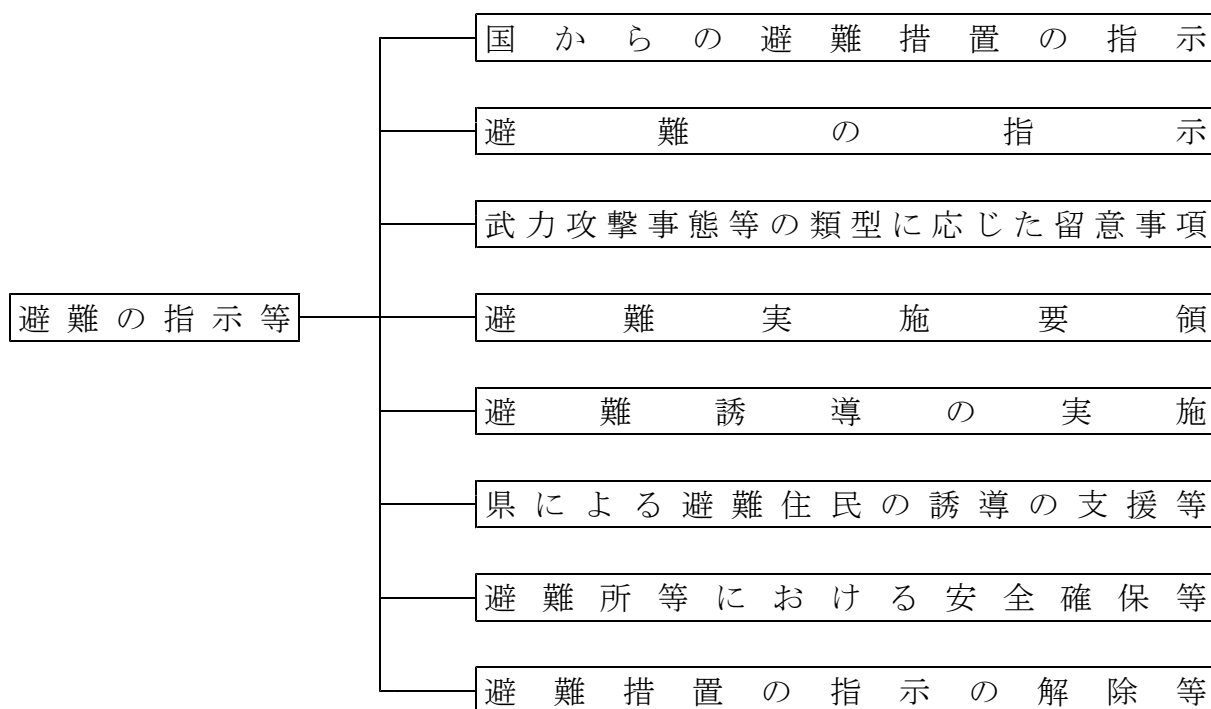 避難の指示等
国からの避難措置の指示
避難の指示
武力攻撃事態等の類型に応じた留意事項
避難実施要領
避難誘導の実施
県による避難住民の誘導の支援等
避難所等における安全確保等
避難措置の指示の解除等